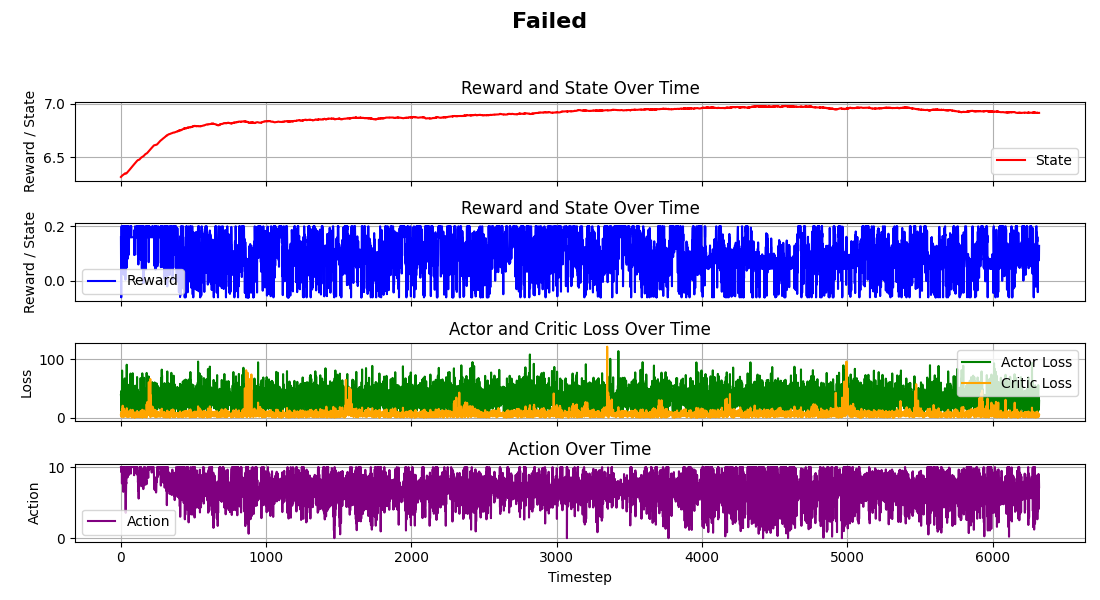 Failed
Reward and State Over Time
Reward / State
7.0
6.5
State
Reward and State Over Time
Reward / State
0.2
0.0
Reward
Actor and Critic Loss Over Time
Loss
100
0
Actor Loss
Critic Loss
Action Over Time
Action
10
0
Action
0 1000 2000 3000 4000 5000 6000
Timestep